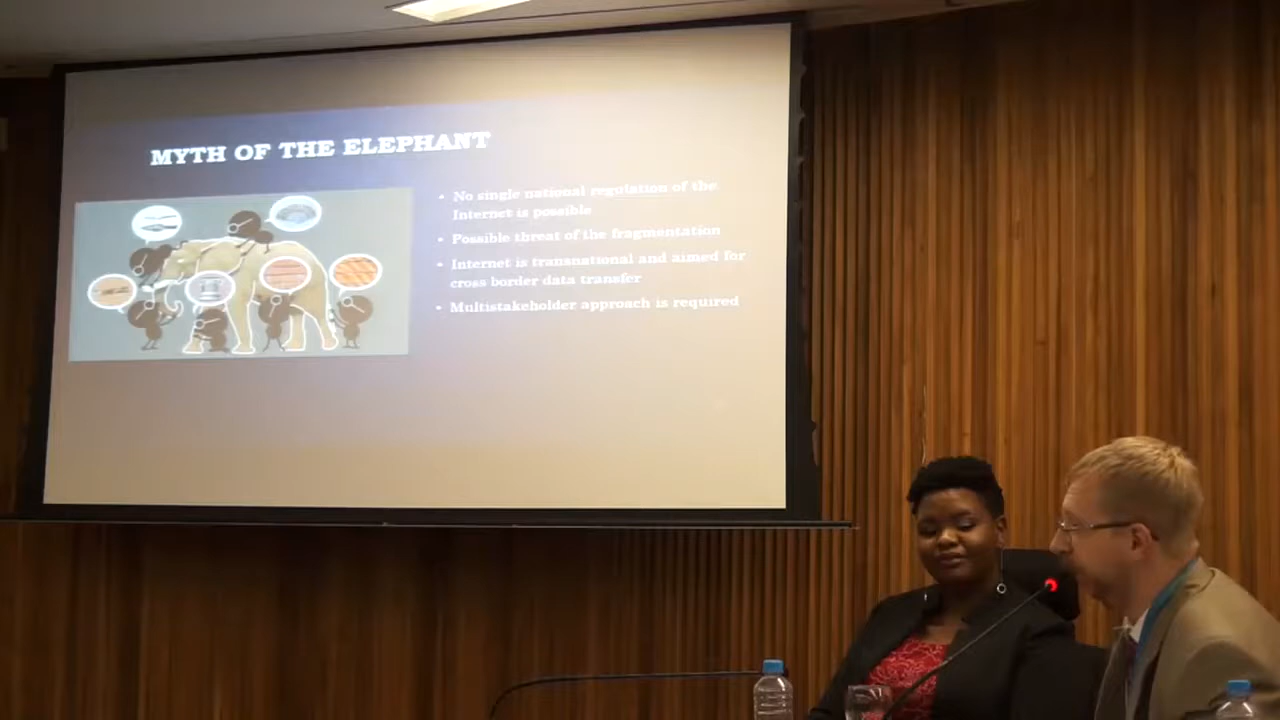 MYTH OF THE ELEPHANT
• No single national regulation of the
Internet is possible
• Possible threat of the fragmentation
• Internet is transnational and aimed for
cross border data transfer
• Multistakeholder approach is required